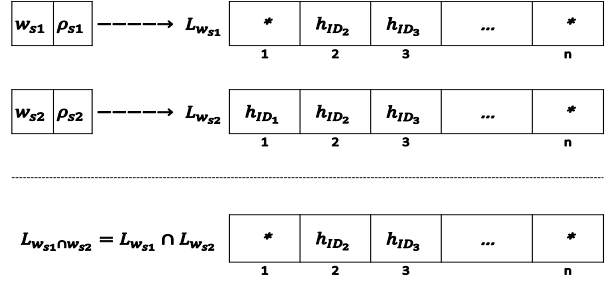 w_{s1} ρ_{s1} -----→ L_{w_{s1}} * h_{ID_2} h_{ID_3} ... *
1 2 3 n
w_{s2} ρ_{s2} -----→ L_{w_{s2}} h_{ID_1} h_{ID_2} h_{ID_3} ... *
1 2 3 n
L_{w_{s1}∩w_{s2}} = L_{w_{s1}} ∩ L_{w_{s2}} * h_{ID_2} h_{ID_3} ... *
1 2 3 n